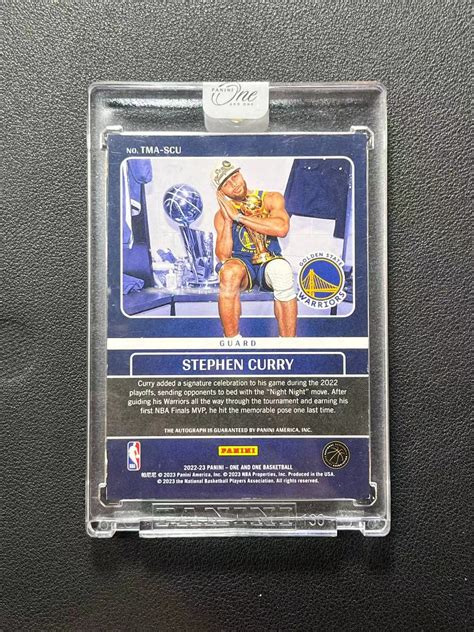 PANINI
One
AND ONE
NO. TMA-SCU
GOLDEN STATE
WARRIORS
GUARD
STEPHEN CURRY
Curry added a signature celebration to his game during the 2022
playoffs, sending opponents to bed with the "Night Night" move. After
guiding his Warriors all the way through the tournament and earning his
first NBA Finals MVP, he hit the memorable pose one last time.
THE AUTOGRAPH IS GUARANTEED BY PANINI AMERICA, INC.
PANINI
2022-23 PANINI – ONE AND ONE BASKETBALL
© 2023 Panini America, Inc. © 2023 NBA Properties, Inc. Produced in the USA.
© 2023 the National Basketball Players Association. All rights reserved.
PANINI